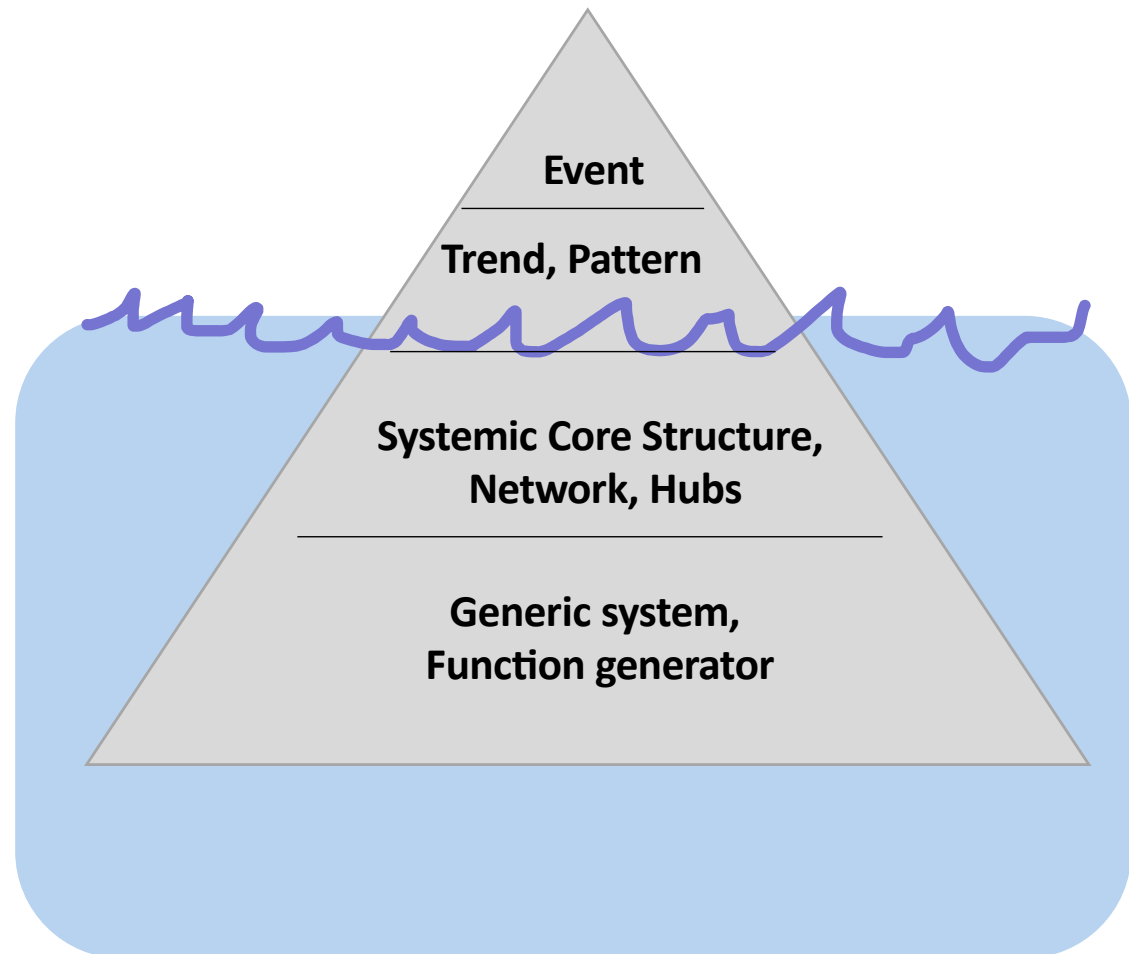 Event
Trend, Pattern
Systemic Core Structure,
Network, Hubs
Generic system,
Function generator